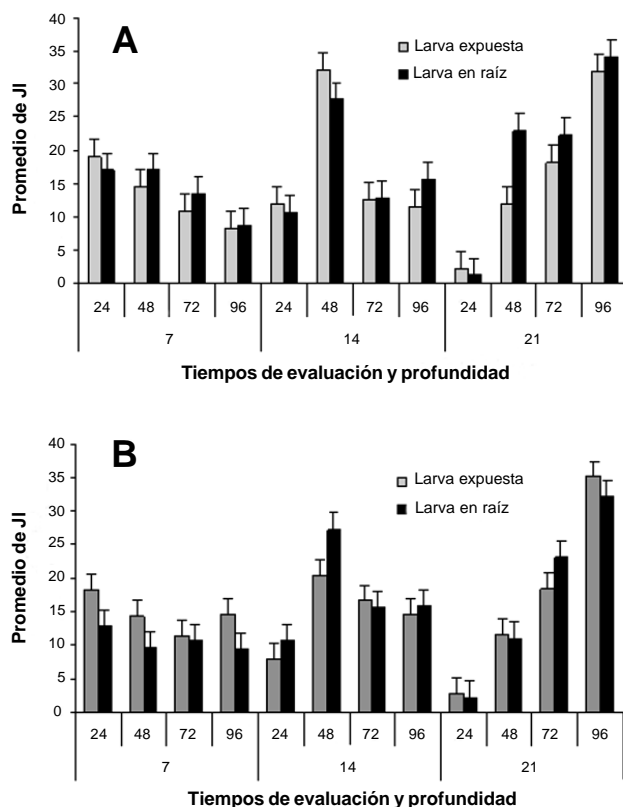 A
Larva expuesta
Larva en raíz
Promedio de JI
40
35
30
25
20
15
10
5
0
24 48 72 96 24 48 72 96 24 48 72 96
7 14 21
Tiempos de evaluación y profundidad
B
Larva expuesta
Larva en raíz
Promedio de JI
40
35
30
25
20
15
10
5
0
24 48 72 96 24 48 72 96 24 48 72 96
7 14 21
Tiempos de evaluación y profundidad